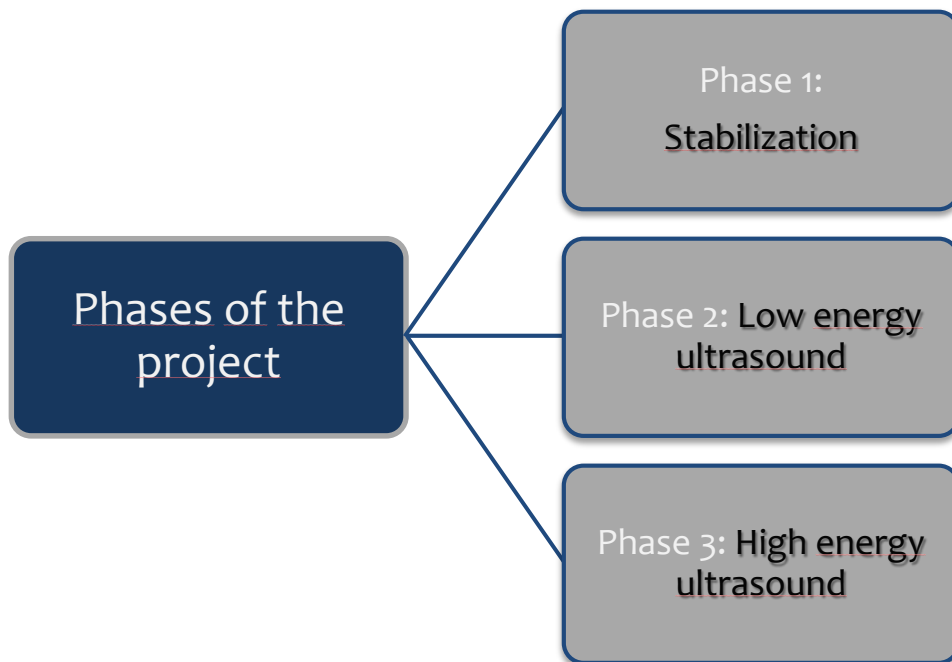 Phase 1:
Stabilization
Phases of the
project
Phase 2: Low energy
ultrasound
Phase 3: High energy
ultrasound